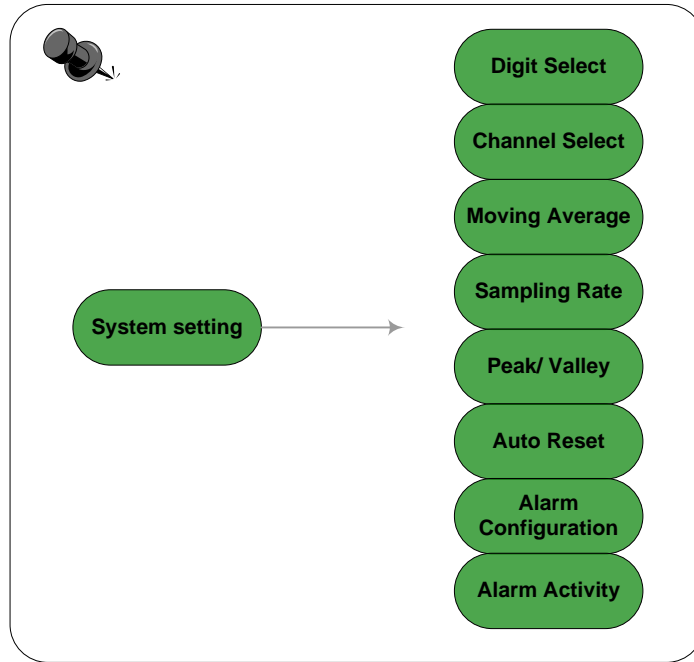 System setting
Digit Select
Channel Select
Moving Average
Sampling Rate
Peak/ Valley
Auto Reset
Alarm
Configuration
Alarm Activity